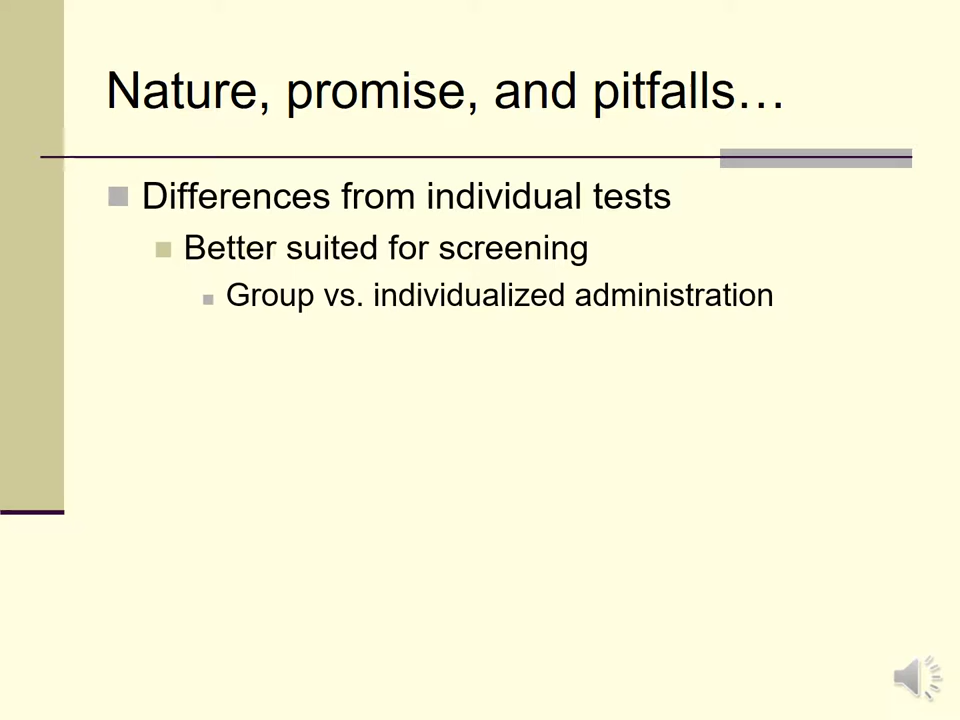 Nature, promise, and pitfalls…
Differences from individual tests
Better suited for screening
Group vs. individualized administration